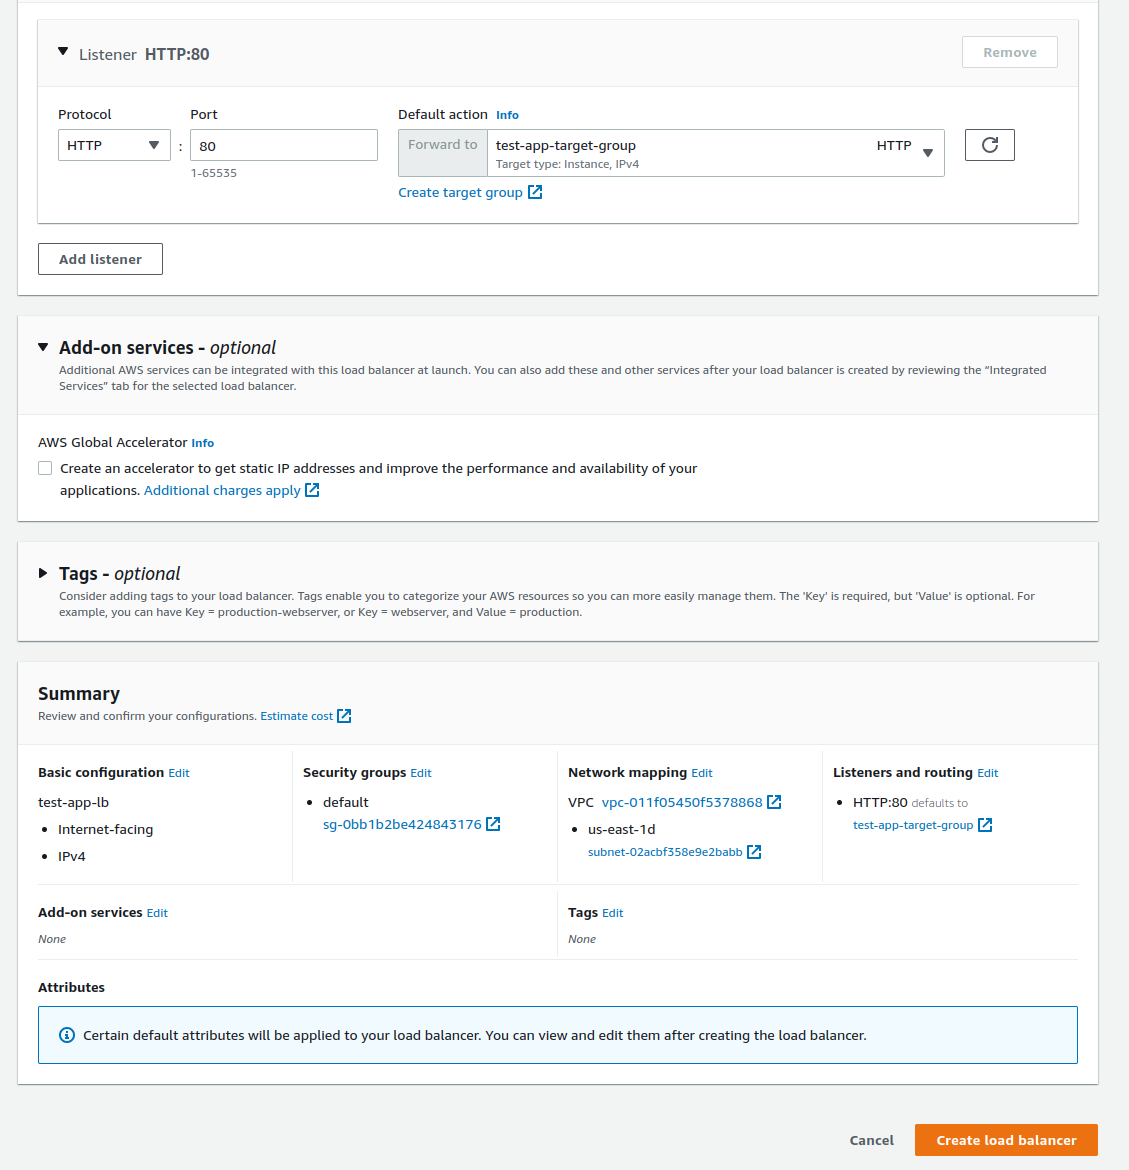 Listener HTTP:80
Remove
Protocol
Port
Default action Info
HTTP
:
80
Forward to
test-app-target-group
HTTP
Target type: Instance, IPv4
1-65535
Create target group
Add listener
Add-on services - optional
Additional AWS services can be integrated with this load balancer at launch. You can also add these and other services after your load balancer is created by reviewing the “Integrated
Services” tab for the selected load balancer.
AWS Global Accelerator Info
Create an accelerator to get static IP addresses and improve the performance and availability of your
applications. Additional charges apply
Tags - optional
Consider adding tags to your load balancer. Tags enable you to categorize your AWS resources so you can more easily manage them. The 'Key' is required, but 'Value' is optional. For
example, you can have Key = production-webserver, or Key = webserver, and Value = production.
Summary
Review and confirm your configurations. Estimate cost
Basic configuration Edit
test-app-lb
• Internet-facing
• IPv4
Security groups Edit
• default
sg-0bb1b2be424843176
Network mapping Edit
VPC vpc-011f05450f5378868
• us-east-1d
subnet-02acbf358e9e2babb
Listeners and routing Edit
• HTTP:80 defaults to
test-app-target-group
Add-on services Edit
None
Tags Edit
None
Attributes
Certain default attributes will be applied to your load balancer. You can view and edit them after creating the load balancer.
Cancel
Create load balancer